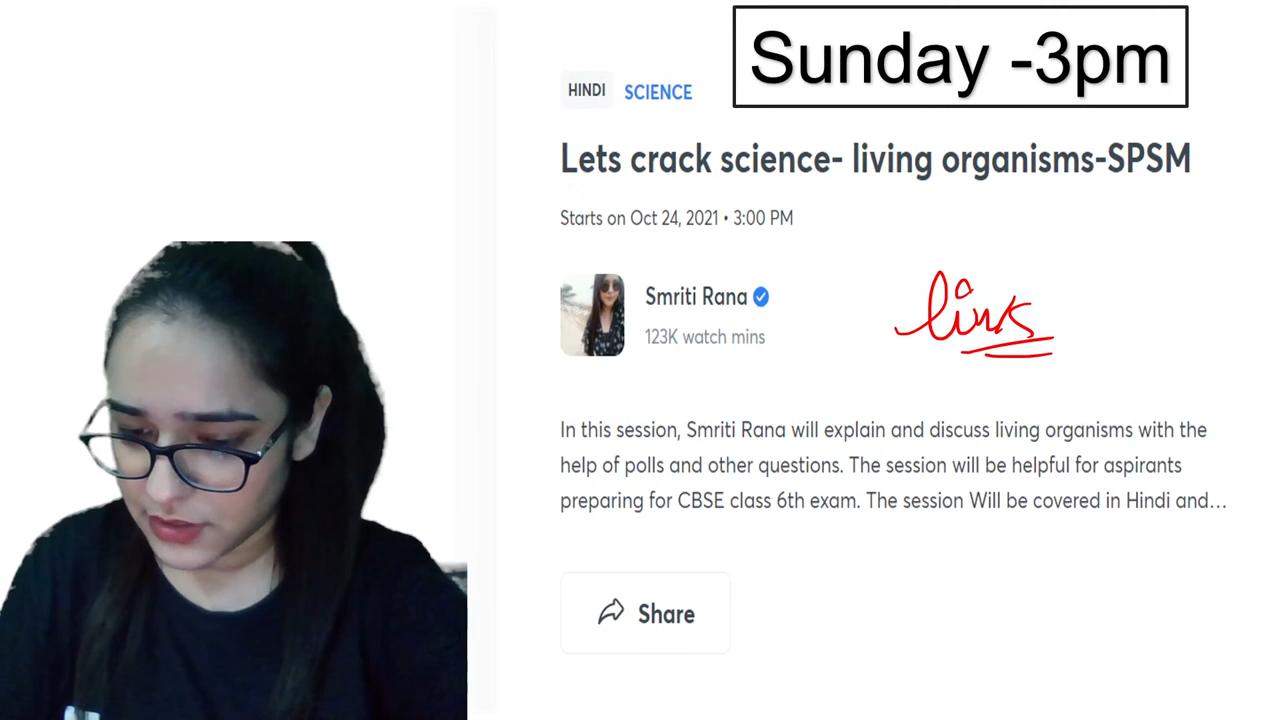 Sunday -3pm
HINDI SCIENCE
Lets crack science- living organisms-SPSM
Starts on Oct 24, 2021 • 3:00 PM
Smriti Rana
123K watch mins
link
In this session, Smriti Rana will explain and discuss living organisms with the
help of polls and other questions. The session will be helpful for aspirants
preparing for CBSE class 6th exam. The session Will be covered in Hindi and...
Share